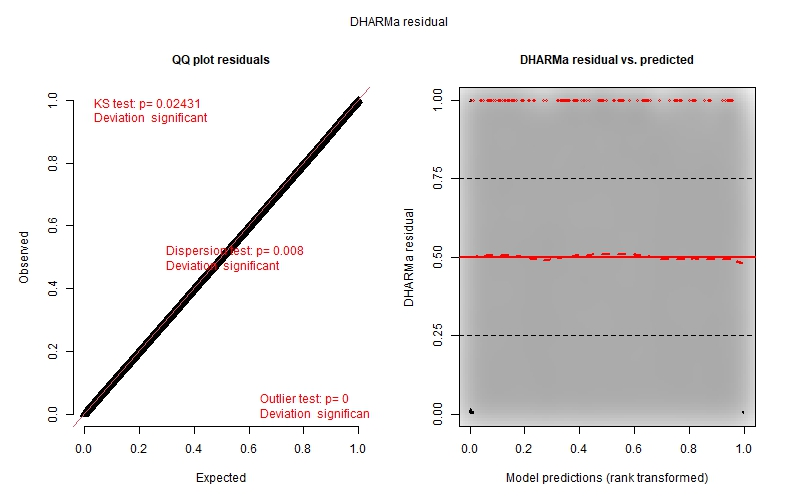 DHARMa residual
QQ plot residuals
KS test: p= 0.02431
Deviation significant
Dispersion test: p= 0.008
Deviation significant
Outlier test: p= 0
Deviation significan
Observed
0.0 0.2 0.4 0.6 0.8 1.0
0.0 0.2 0.4 0.6 0.8 1.0
Expected
DHARMa residual vs. predicted
DHARMa residual
0.00 0.25 0.50 0.75 1.00
0.0 0.2 0.4 0.6 0.8 1.0
Model predictions (rank transformed)